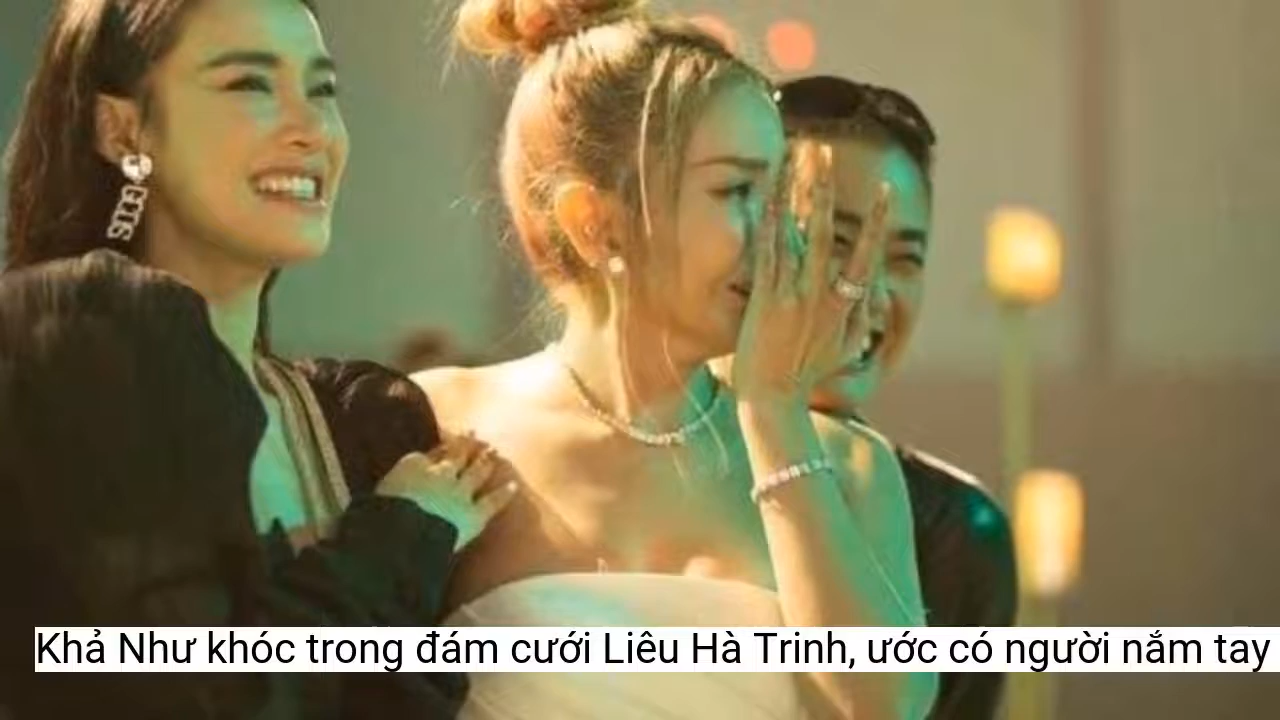 Khả Như khóc trong đám cưới Liêu Hà Trinh, ước có người nắm tay